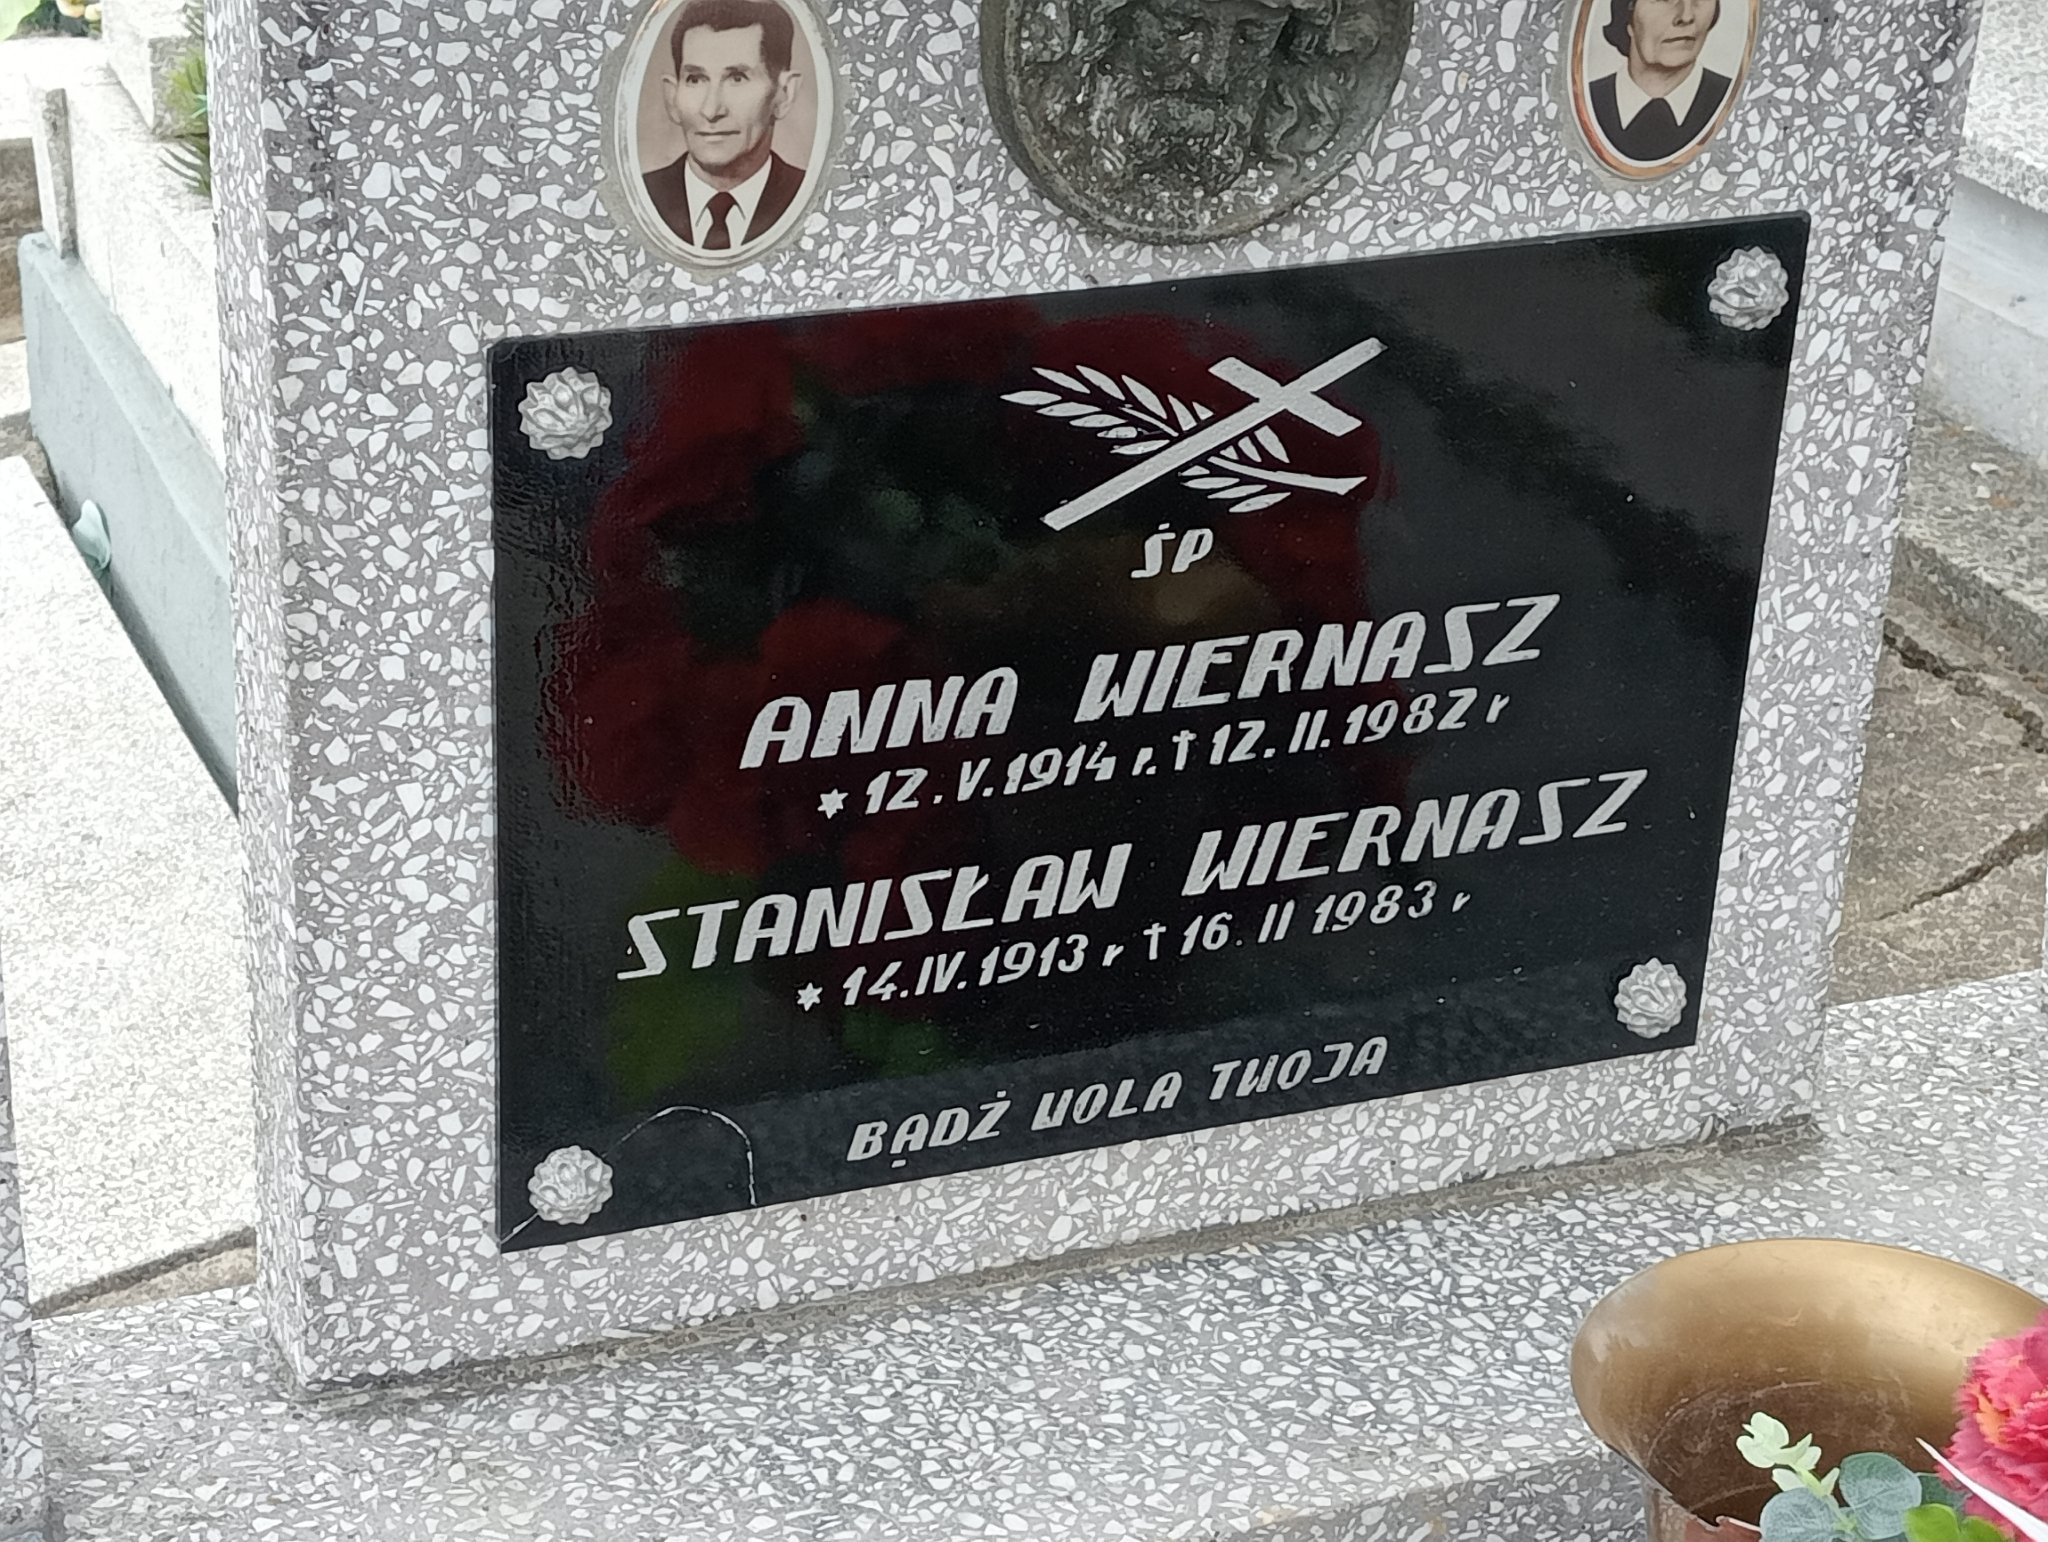 ŚP
ANNA WIERNASZ
* 12.V.1914 r. † 12.II.1982 r
STANISŁAW WIERNASZ
* 14.IV.1913 r † 16.II 1983 r
BĄDŹ WOLA TWOJA